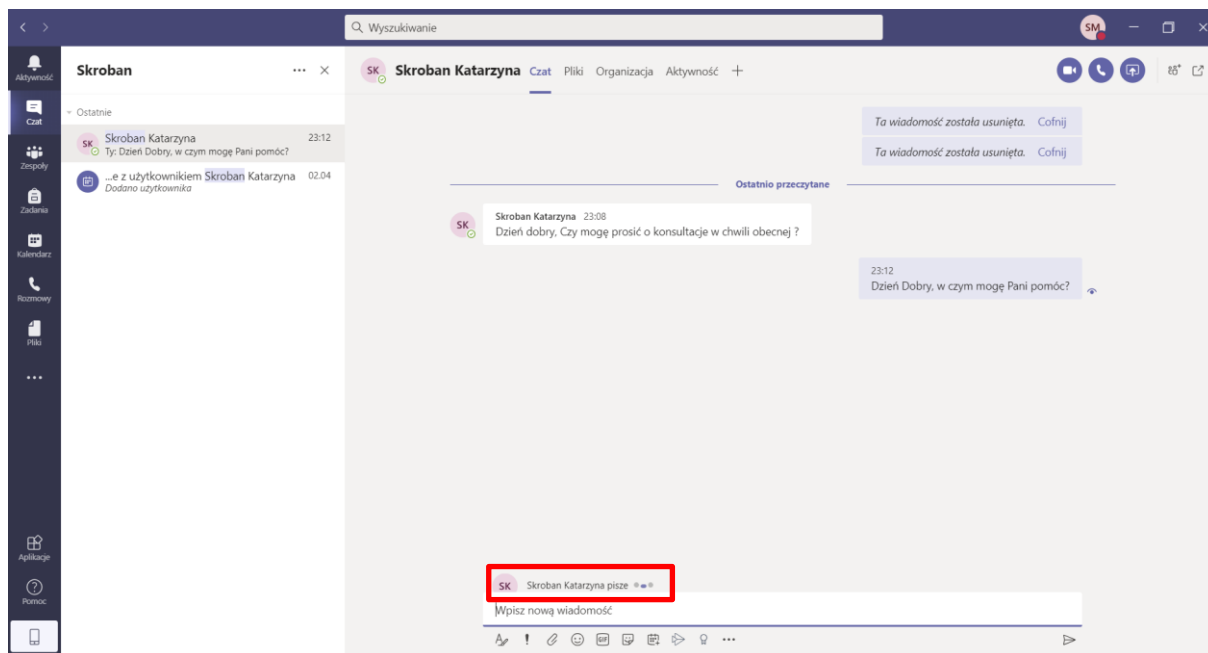 Wyszukiwanie
SM
Aktywność
Czat
Zespoły
Zadania
Kalendarz
Rozmowy
Pliki
Aplikacje
Pomoc
Skroban
Ostatnie
SK
Skroban Katarzyna 23:12
Ty: Dzień Dobry, w czym mogę Pani pomóc?
...e z użytkownikiem Skroban Katarzyna 02.04
Dodano użytkownika
SK Skroban Katarzyna Czat Pliki Organizacja Aktywność
Ta wiadomość została usunięta. Cofnij
Ta wiadomość została usunięta. Cofnij
Ostatnio przeczytane
SK
Skroban Katarzyna 23:08
Dzień dobry, Czy mogę prosić o konsultacje w chwili obecnej ?
23:12
Dzień Dobry, w czym mogę Pani pomóc?
SK Skroban Katarzyna pisze
Wpisz nową wiadomość
GIF